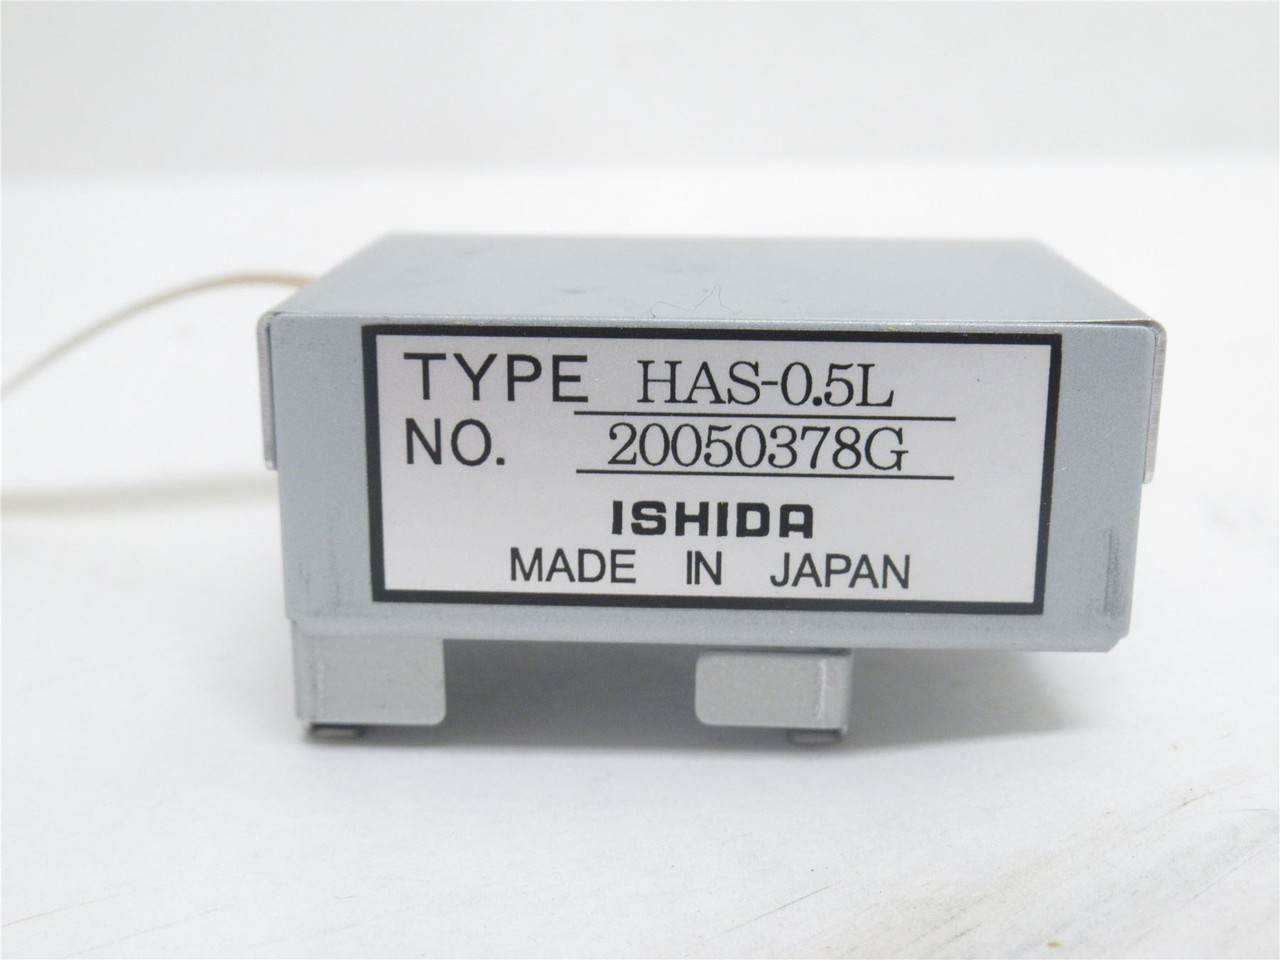 TYPE HAS-0.5L
NO. 20050378G
ISHIDA
MADE IN JAPAN